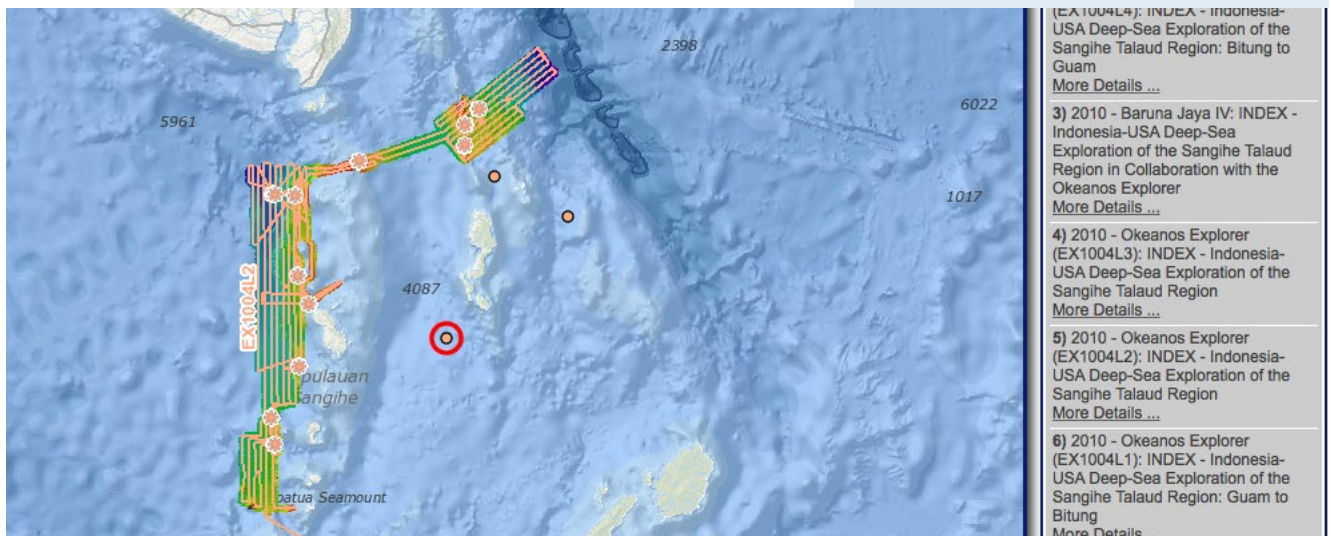 2398
6022
5961
1017
4087
EX1004L2
pulauan
angihe
patua Seamount
(EX1004L4): INDEX - Indonesia-
USA Deep-Sea Exploration of the
Sangihe Talaud Region: Bitung to
Guam
More Details ...
3) 2010 - Baruna Jaya IV: INDEX -
Indonesia-USA Deep-Sea
Exploration of the Sangihe Talaud
Region in Collaboration with the
Okeanos Explorer
More Details ...
4) 2010 - Okeanos Explorer
(EX1004L3): INDEX - Indonesia-
USA Deep-Sea Exploration of the
Sangihe Talaud Region
More Details ...
5) 2010 - Okeanos Explorer
(EX1004L2): INDEX - Indonesia-
USA Deep-Sea Exploration of the
Sangihe Talaud Region
More Details ...
6) 2010 - Okeanos Explorer
(EX1004L1): INDEX - Indonesia-
USA Deep-Sea Exploration of the
Sangihe Talaud Region: Guam to
Bitung
More Details ...